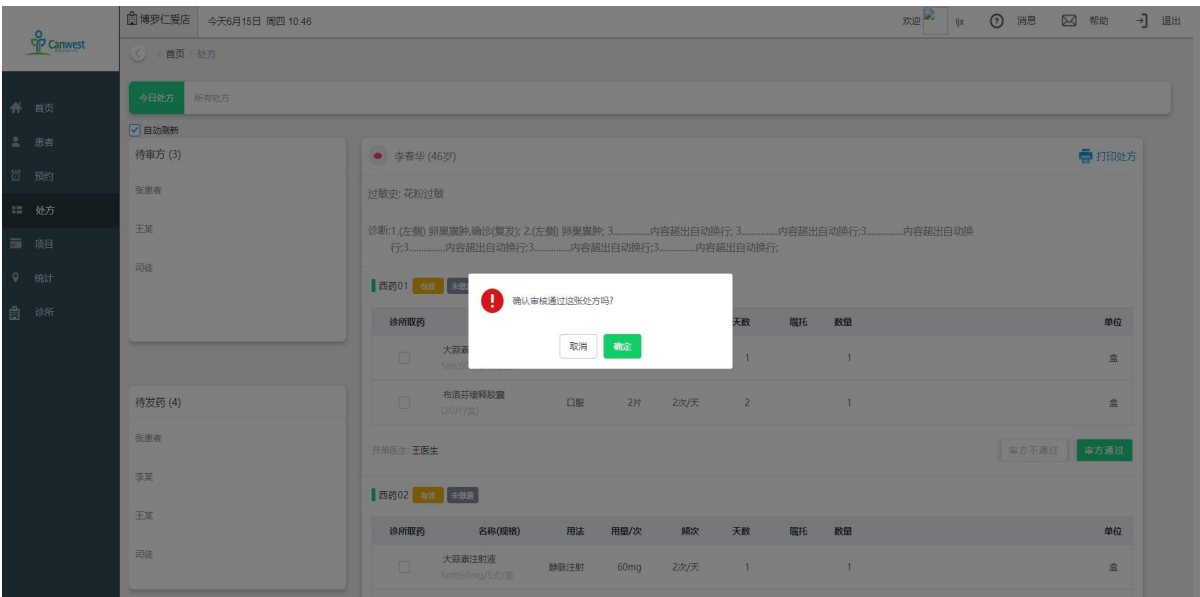 Canwest
博罗仁爱店 今天6月15日 周四 10:46
欢迎 ljx 消息 帮助 退出
/ 首页 / 处方
首页
患者
预约
处方
项目
统计
诊所
今日处方 所有处方
自动刷新
待审方 (3)
张患者
王某
司徒
待发药 (4)
张患者
李某
王某
司徒
李春华 (46岁)
打印处方
过敏史: 花粉过敏
诊断:1.(左侧) 卵巢囊肿,确诊(复发); 2.(左侧) 卵巢囊肿; 3..............内容超出自动换行; 3..............内容超出自动换行;3..............内容超出自动换
行;3..............内容超出自动换行;3..............内容超出自动换行;3..............内容超出自动换行;
西药01 有效
诊所取药 天数 嘱托 数量 单位
大蒜素
1 1 盒
布洛芬缓释胶囊
(20片/盒)
口服 2片 2次/天 2 1 盒
开单医生: 王医生
审方不通过 审方通过
确认审核通过这张处方吗?
取消 确定
西药02 有效 未缴费
诊所取药 名称(规格) 用法 用量/次 频次 天数 嘱托 数量 单位
大蒜素注射液
5ml:60mg/5支/盒
静脉注射 60mg 2次/天 1 1 盒